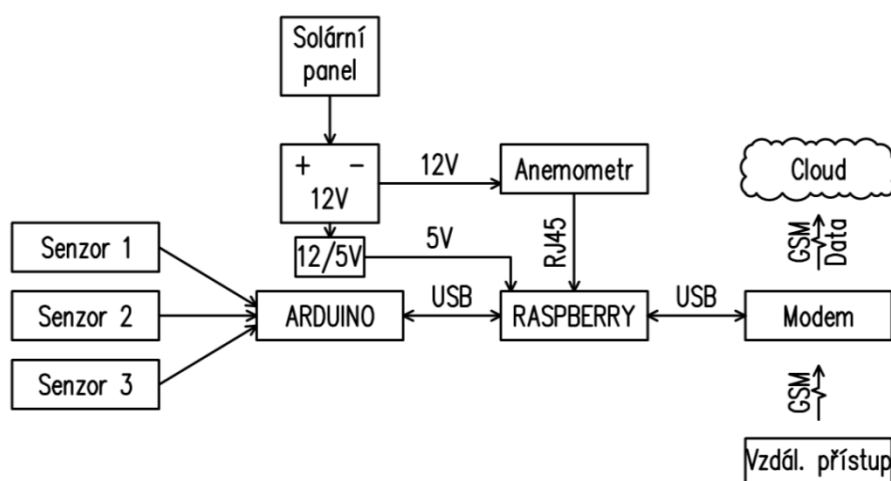 Solární
panel
+ -
12V
12V
Anemometr
Cloud
12/5V
5V
RJ45
GSM
Data
Senzor 1
Senzor 2
Senzor 3
ARDUINO
USB
RASPBERRY
USB
Modem
GSM
Vzdál. přístup